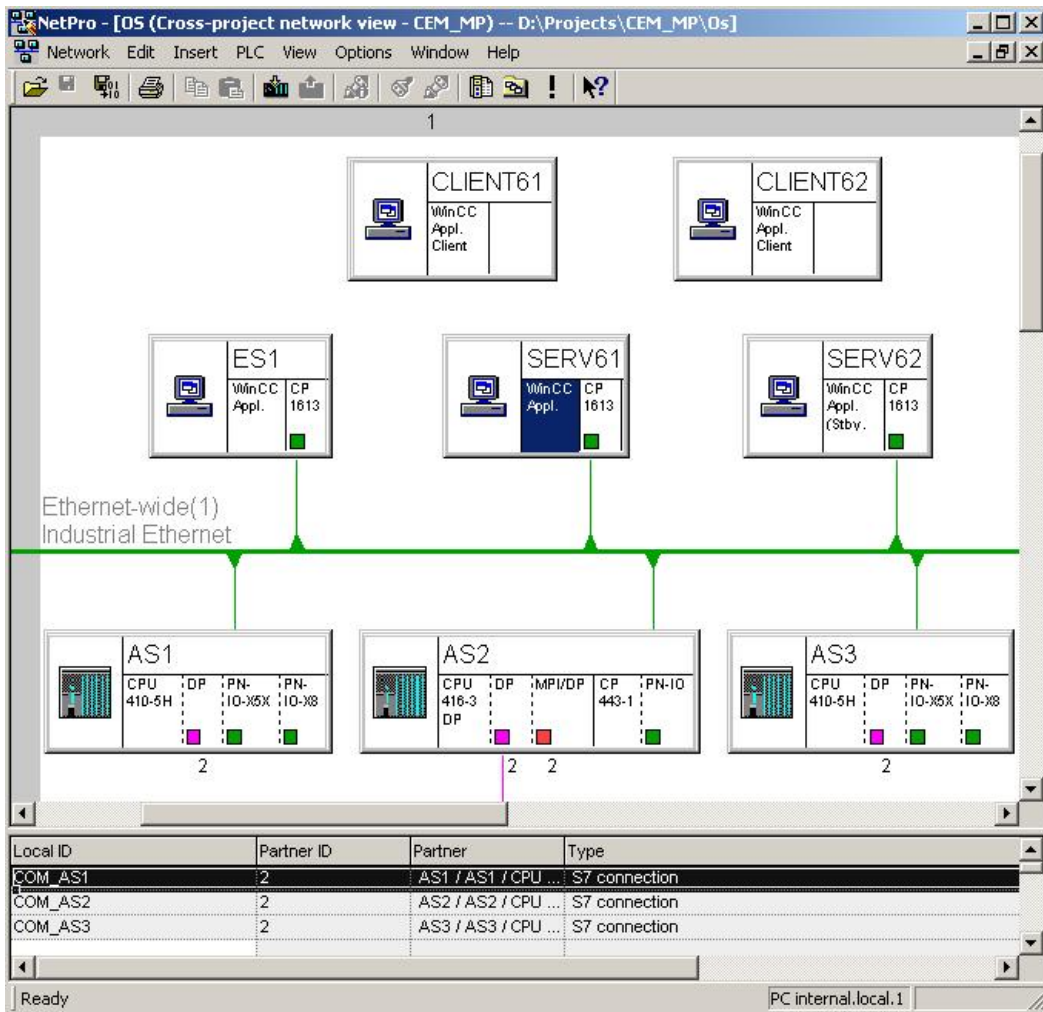 NetPro - [OS (Cross-project network view - CEM_MP) -- D:\Projects\CEM_MP\Os]
Network Edit Insert PLC View Options Window Help
1
CLIENT61
WinCC
Appl.
Client
CLIENT62
WinCC
Appl.
Client
ES1
WinCC
Appl.
CP
1613
SERV61
WinCC
Appl.
CP
1613
SERV62
WinCC
Appl.
(Stby.
CP
1613
Ethernet-wide(1)
Industrial Ethernet
AS1
CPU
410-5H
DP
PN-
IO-X5X
PN-
IO-X8
2
AS2
CPU
416-3
DP
DP
MPI/DP
CP
443-1
PN-IO
2 2
AS3
CPU
410-5H
DP
PN-
IO-X5X
PN-
IO-X8
2
Local ID Partner ID Partner Type
COM_AS1 2 AS1 / AS1 / CPU ... S7 connection
COM_AS2 2 AS2 / AS2 / CPU ... S7 connection
COM_AS3 2 AS3 / AS3 / CPU ... S7 connection
Ready PC internal.local.1